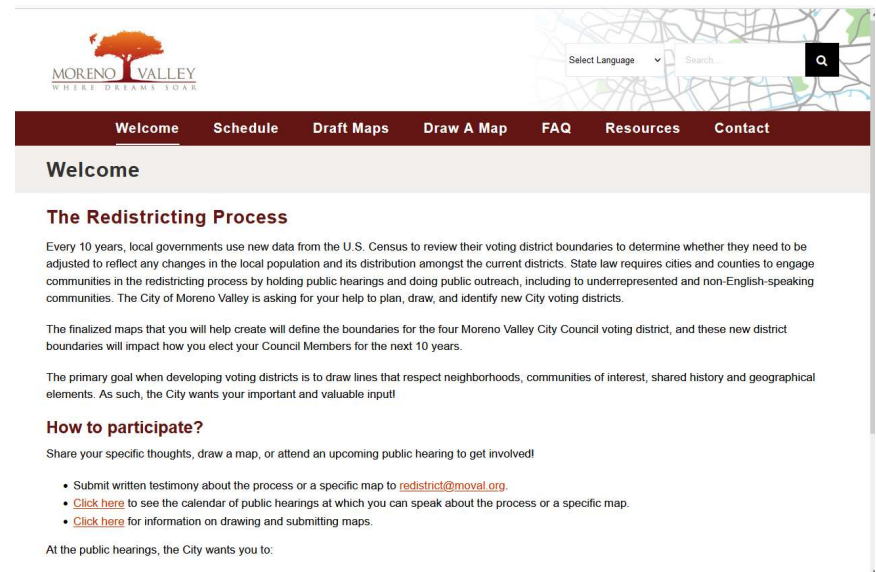 MORENO VALLEY
WHERE DREAMS SOAR
Select Language
Search...
Welcome Schedule Draft Maps Draw A Map FAQ Resources Contact
Welcome
The Redistricting Process
Every 10 years, local governments use new data from the U.S. Census to review their voting district boundaries to determine whether they need to be
adjusted to reflect any changes in the local population and its distribution amongst the current districts. State law requires cities and counties to engage
communities in the redistricting process by holding public hearings and doing public outreach, including to underrepresented and non-English-speaking
communities. The City of Moreno Valley is asking for your help to plan, draw, and identify new City voting districts.
The finalized maps that you will help create will define the boundaries for the four Moreno Valley City Council voting district, and these new district
boundaries will impact how you elect your Council Members for the next 10 years.
The primary goal when developing voting districts is to draw lines that respect neighborhoods, communities of interest, shared history and geographical
elements. As such, the City wants your important and valuable input!
How to participate?
Share your specific thoughts, draw a map, or attend an upcoming public hearing to get involved!
• Submit written testimony about the process or a specific map to redistrict@moval.org.
• Click here to see the calendar of public hearings at which you can speak about the process or a specific map.
• Click here for information on drawing and submitting maps.
At the public hearings, the City wants you to: